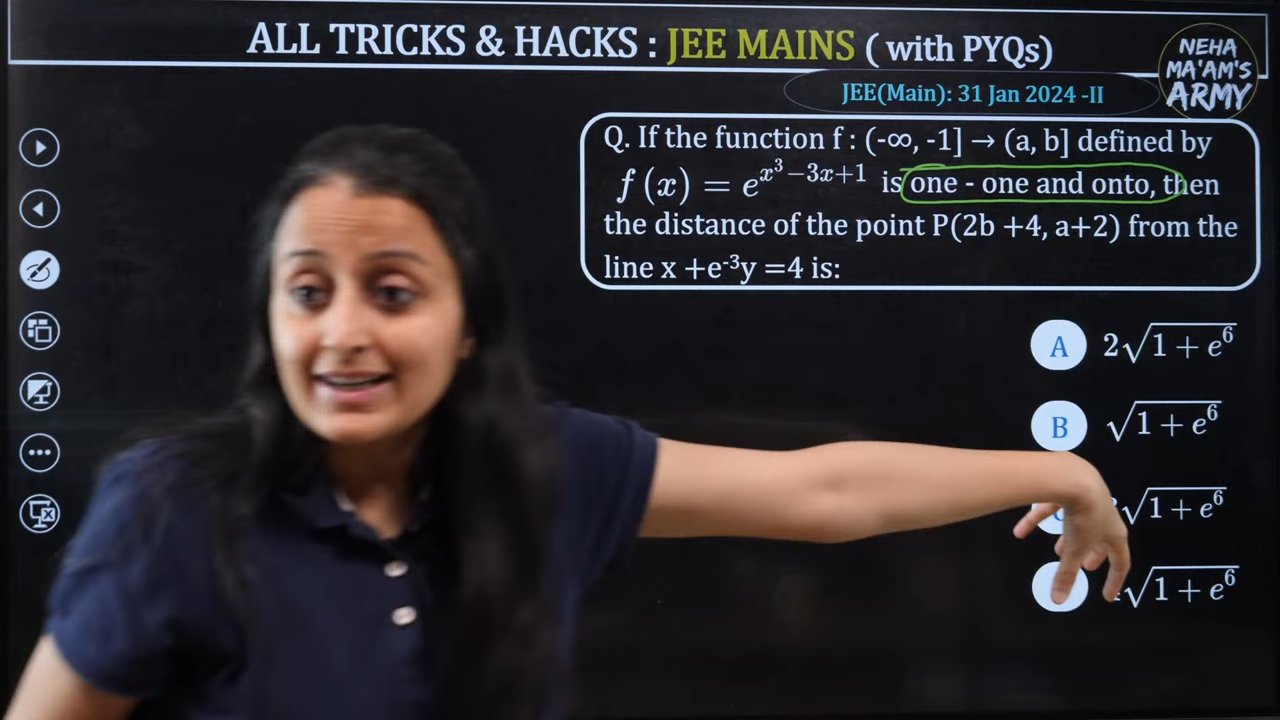 ALL TRICKS & HACKS : JEE MAINS ( with PYQs)
NEHA
MA'AM'S
ARMY
JEE(Main): 31 Jan 2024 -II
Q. If the function f : (-∞, -1] → (a, b] defined by
f (x) = e^{x³−3x+1} is one - one and onto, then
the distance of the point P(2b +4, a+2) from the
line x +e⁻³y =4 is:
A 2√(1 + e⁶)
B √(1 + e⁶)
√(1 + e⁶)
√(1 + e⁶)